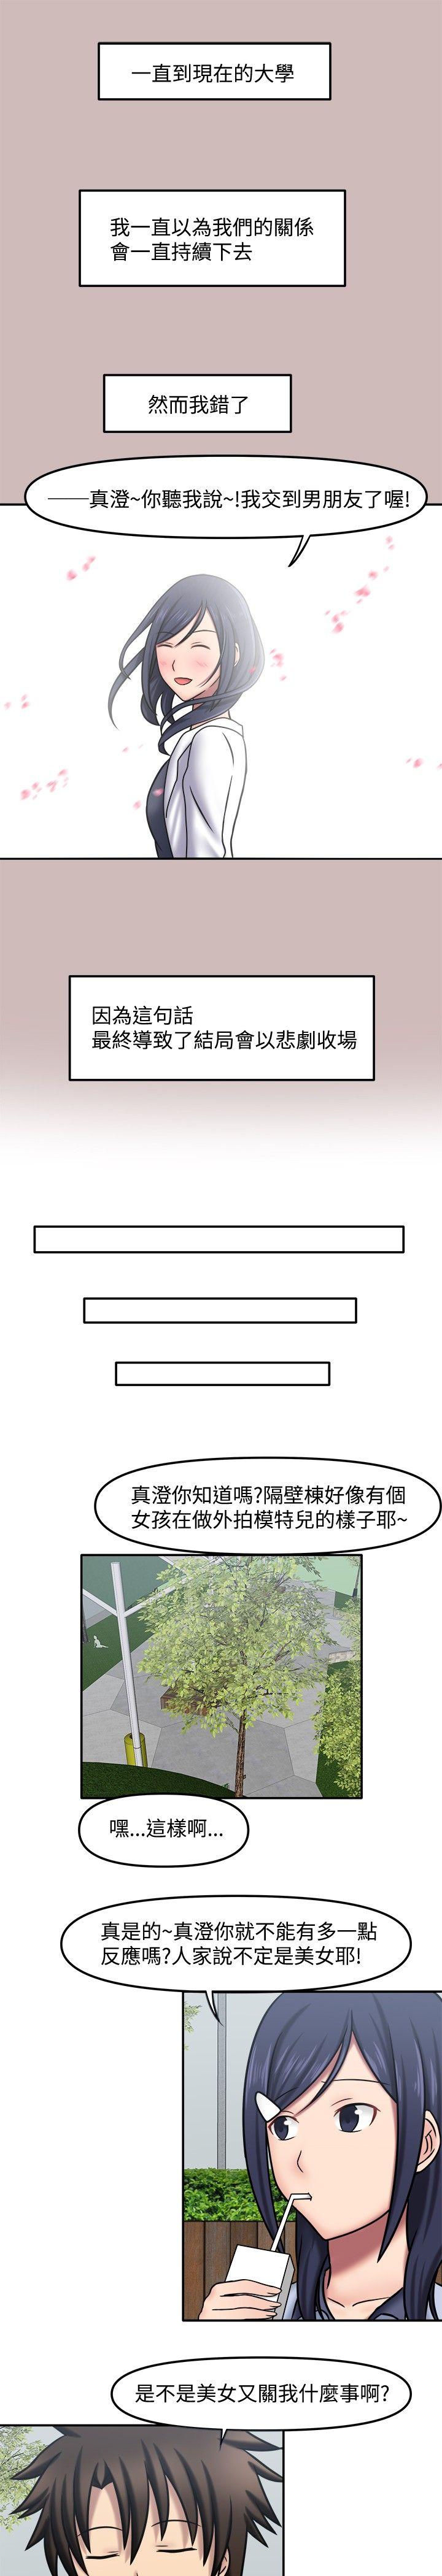 一直到現在的大學
我一直以為我們的關係
會一直持續下去
然而我錯了
──真澄~你聽我說~!我交到男朋友了喔!
因為這句話
最終導致了結局會以悲劇收場
真澄你知道嗎?隔壁棟好像有個
女孩在做外拍模特兒的樣子耶~
嘿...這樣啊...
真是的~真澄你就不能有多一點
反應嗎?人家說不定是美女耶!
是不是美女又關我什麼事啊?